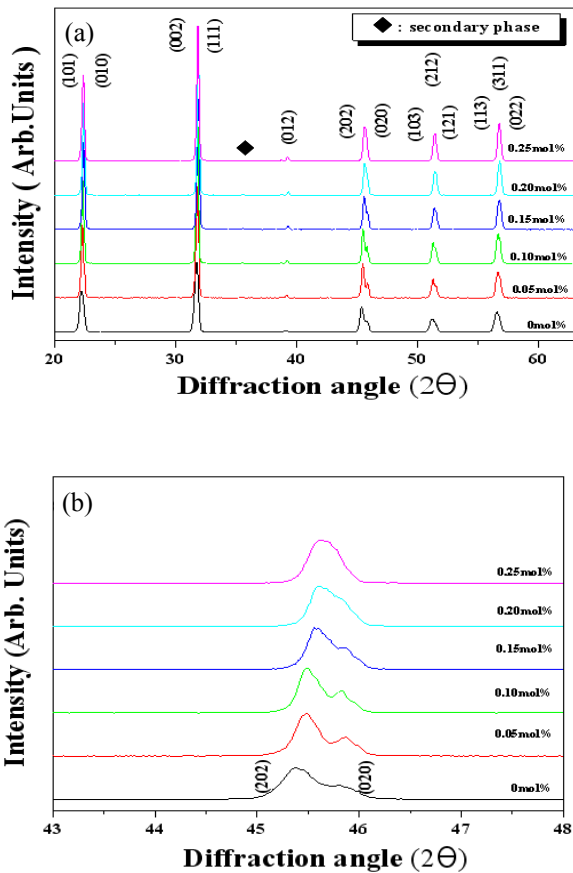 (a)
◆ : secondary phase
(101)
(010)
(002)
(111)
(012)
(202)
(020)
(103)
(212)
(121)
(113)
(311)
(022)
0.25mol%
0.20mol%
0.15mol%
0.10mol%
0.05mol%
0mol%
Intensity ( Arb.Units)
20 30 40 50 60
Diffraction angle (2Θ)
(b)
0.25mol%
0.20mol%
0.15mol%
0.10mol%
0.05mol%
0mol%
(202)
(020)
Intensity (Arb. Units)
43 44 45 46 47 48
Diffraction angle (2Θ)